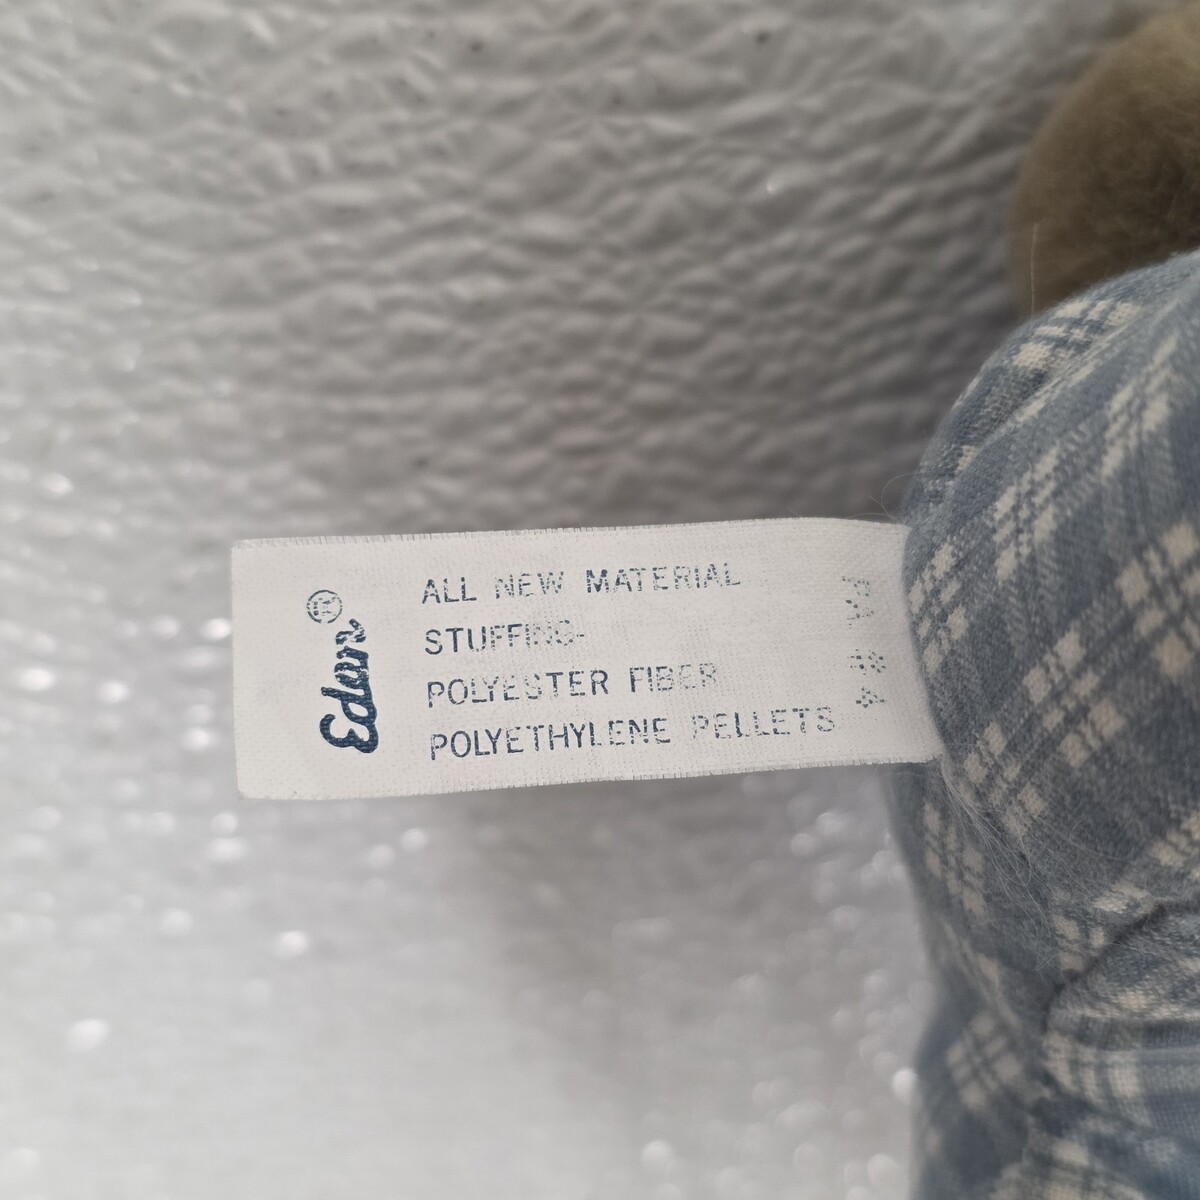 Eden®
ALL NEW MATERIAL
STUFFING-
POLYESTER FIBER
POLYETHYLENE PELLETS